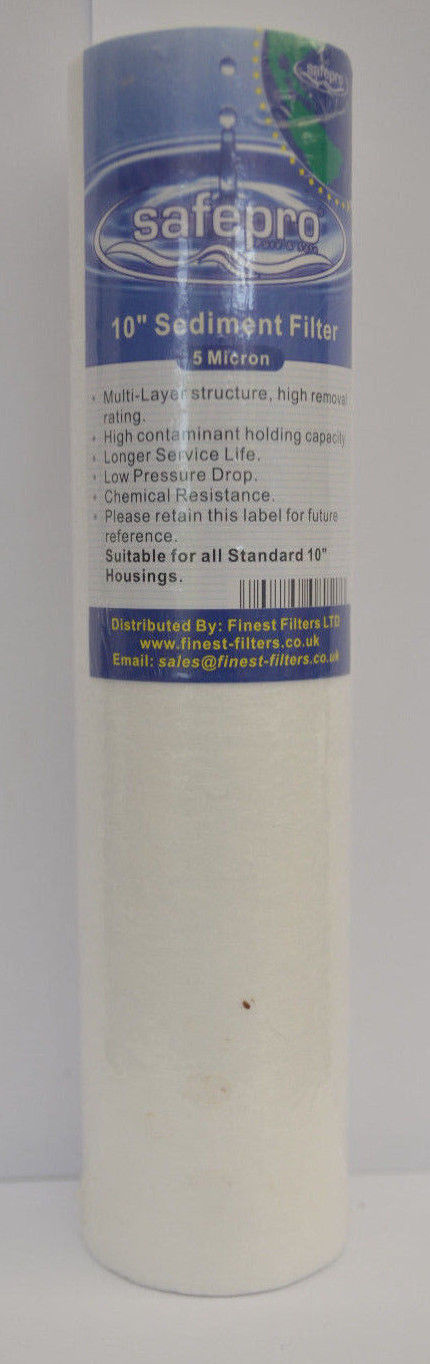 safepro
safepro
10" Sediment Filter
5 Micron
• Multi-Layer structure, high removal
rating.
• High contaminant holding capacity
• Longer Service Life.
• Low Pressure Drop.
• Chemical Resistance.
• Please retain this label for future
reference.
Suitable for all Standard 10"
Housings.
Distributed By: Finest Filters LTD
www.finest-filters.co.uk
Email: sales@finest-filters.co.uk